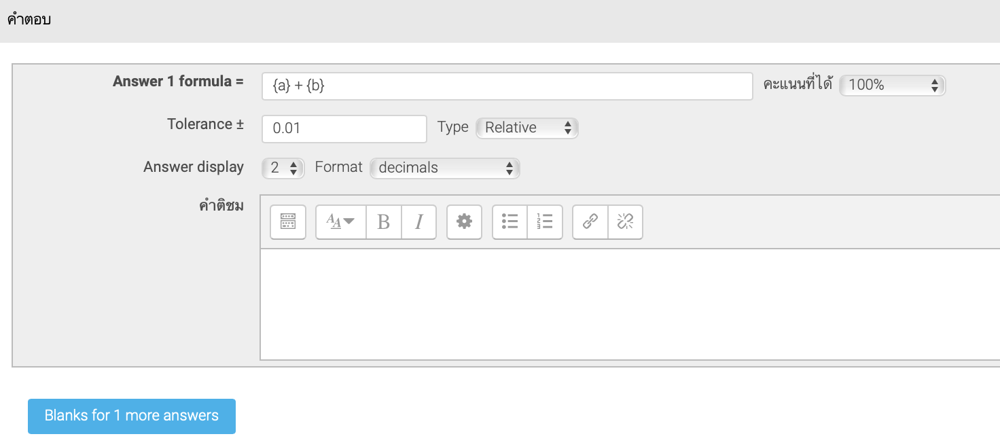 คำตอบ
Answer 1 formula = {a} + {b} คะแนนที่ได้ 100%
Tolerance ± 0.01 Type Relative
Answer display 2 Format decimals
คำติชม
Blanks for 1 more answers